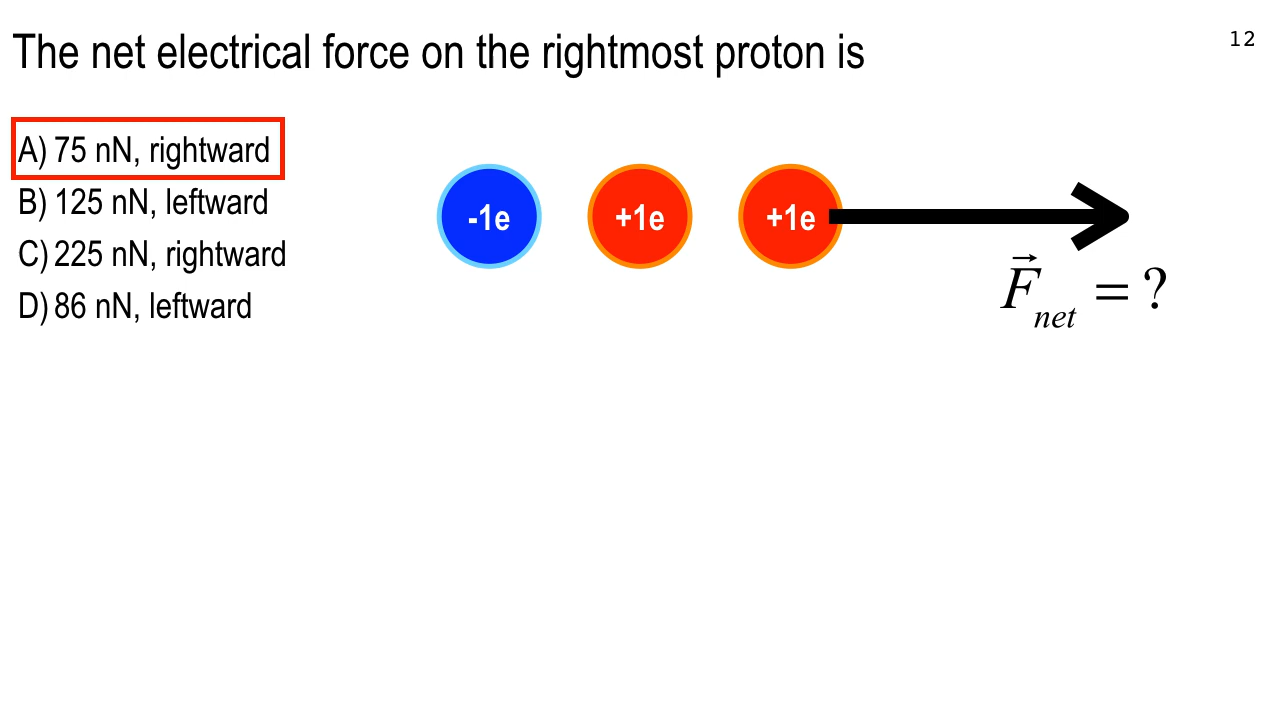 The net electrical force on the rightmost proton is
12
A) 75 nN, rightward
B) 125 nN, leftward
C) 225 nN, rightward
D) 86 nN, leftward
-1e +1e +1e
F⃗net = ?